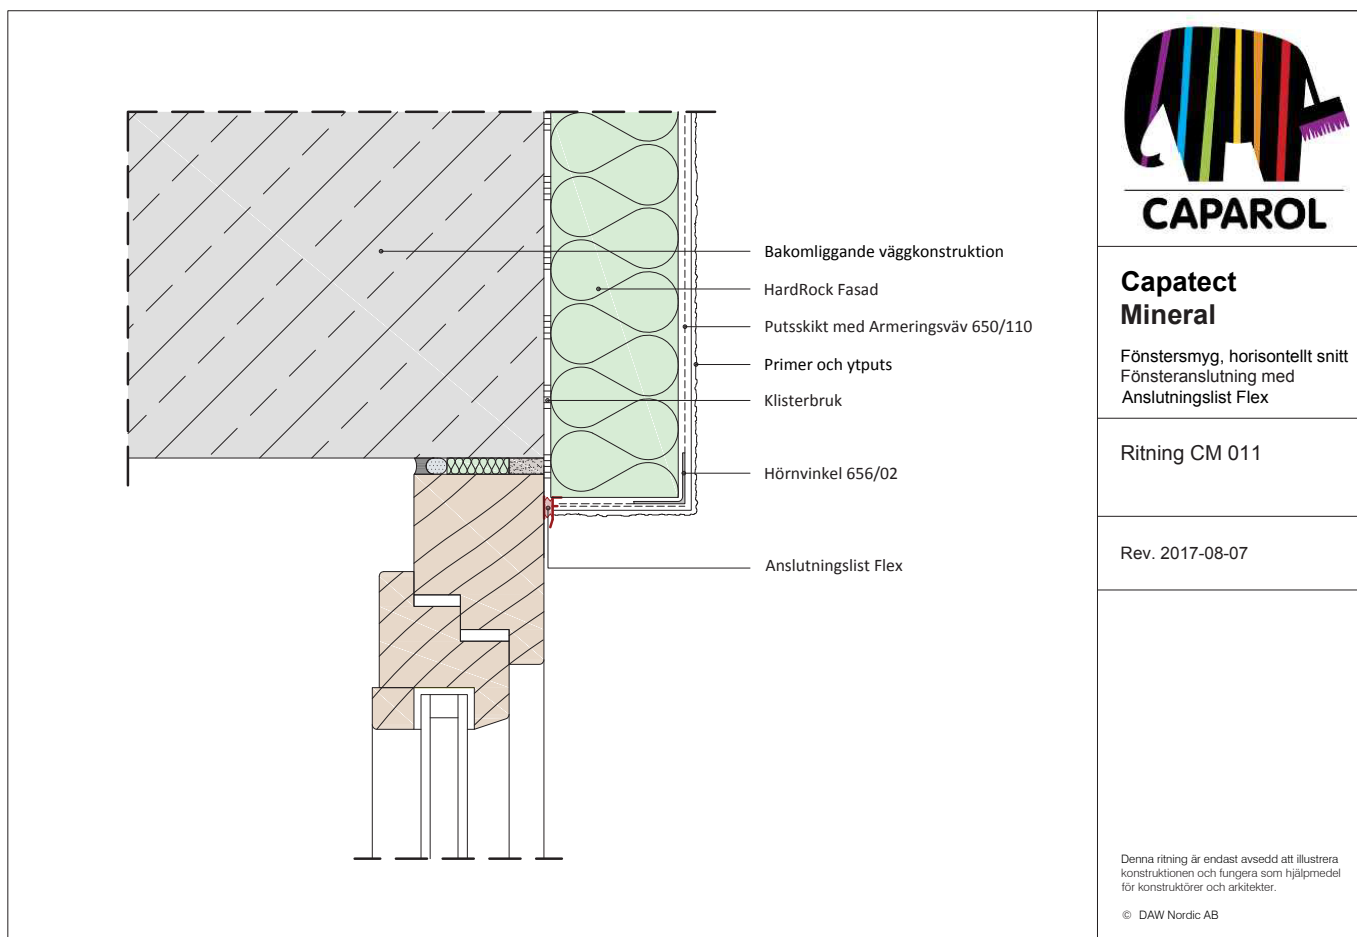 Bakomliggande väggkonstruktion
HardRock Fasad
Putsskikt med Armeringsväv 650/110
Primer och ytputs
Klisterbruk
Hörnvinkel 656/02
Anslutningslist Flex
CAPAROL
Capatect
Mineral
Fönstersmyg, horisontellt snitt
Fönsteranslutning med
Anslutningslist Flex
Ritning CM 011
Rev. 2017-08-07
Denna ritning är endast avsedd att illustrera
konstruktionen och fungera som hjälpmedel
för konstruktörer och arkitekter.
© DAW Nordic AB